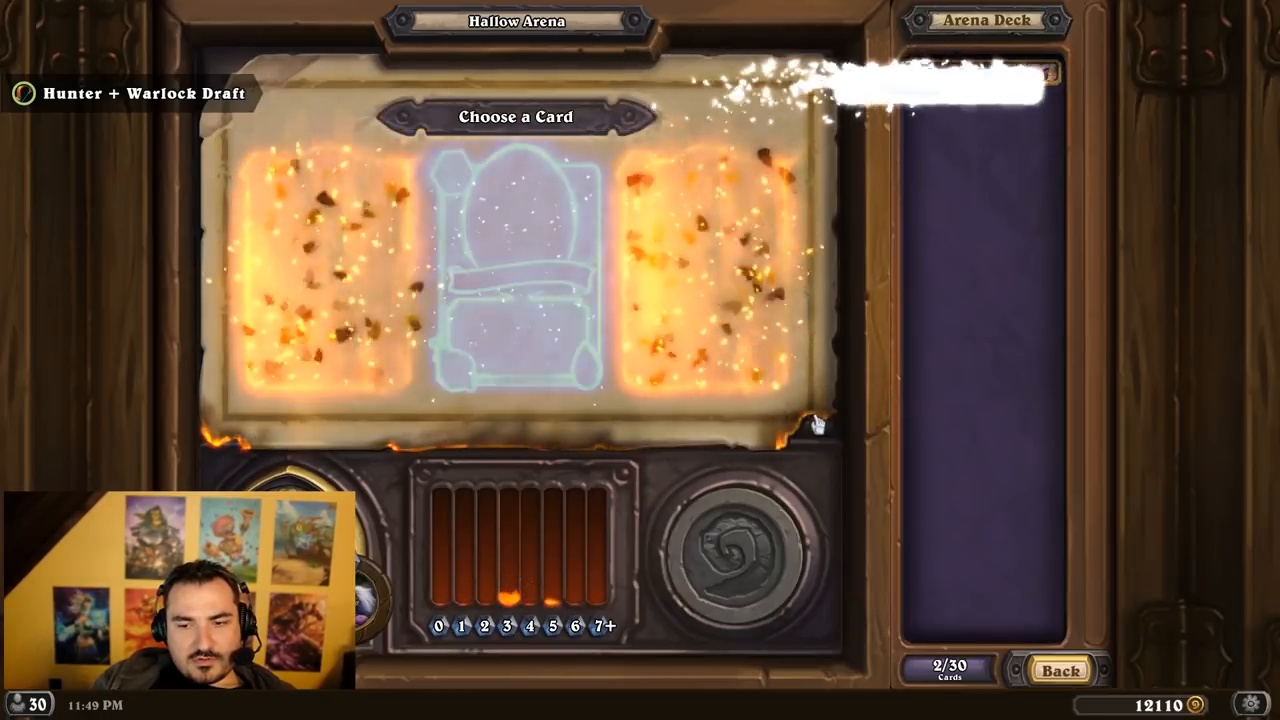 Hallow Arena
Arena Deck
Hunter + Warlock Draft
Choose a Card
0 1 2 3 4 5 6 7+
2/30
Cards
Back
30
11:49 PM
12110